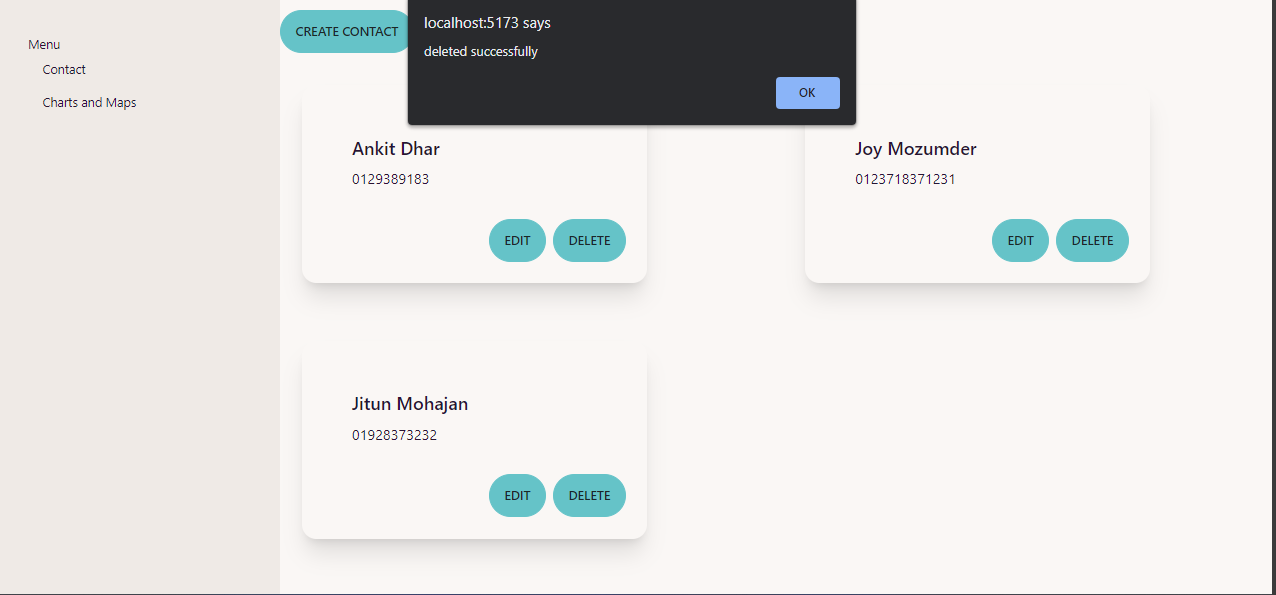 Menu
Contact
Charts and Maps
CREATE CONTACT
localhost:5173 says
deleted successfully
OK
Ankit Dhar
0129389183
EDIT
DELETE
Joy Mozumder
0123718371231
EDIT
DELETE
Jitun Mohajan
01928373232
EDIT
DELETE